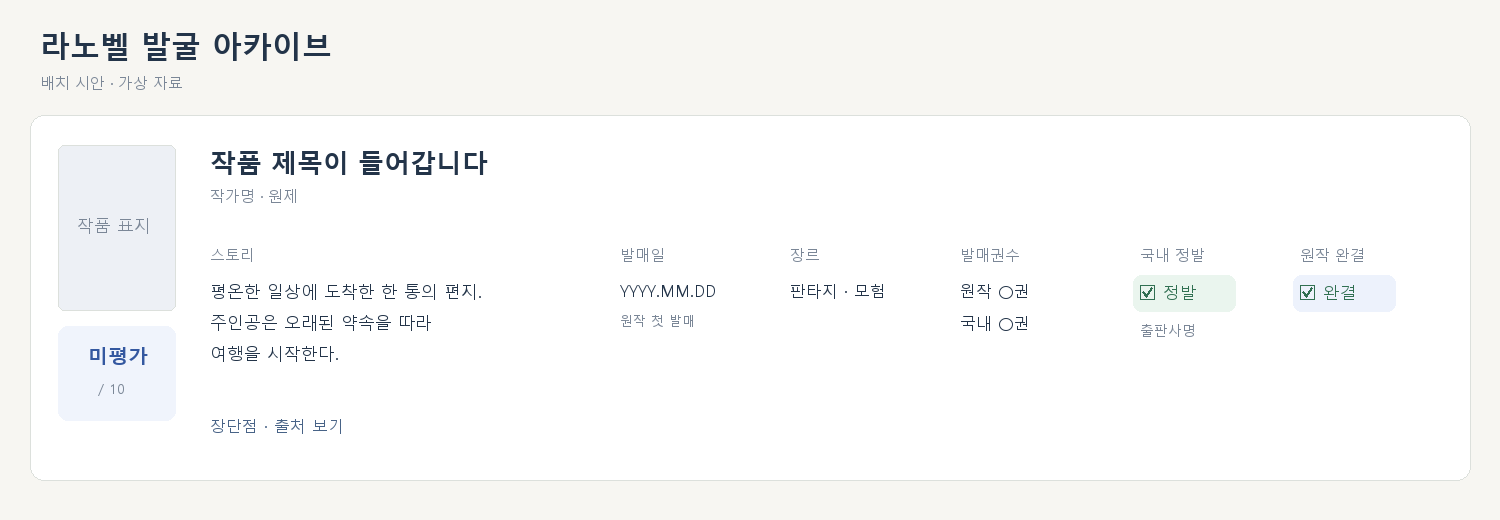 라노벨 발굴 아카이브
배치 시안 · 가상 자료
작품 표지
미평가
/ 10
작품 제목이 들어갑니다
작가명 · 원제
스토리
평온한 일상에 도착한 한 통의 편지.
주인공은 오래된 약속을 따라
여행을 시작한다.
장단점 · 출처 보기
발매일
YYYY.MM.DD
원작 첫 발매
장르
판타지 · 모험
발매권수
원작 ○권
국내 ○권
국내 정발
☑ 정발
출판사명
원작 완결
☑ 완결